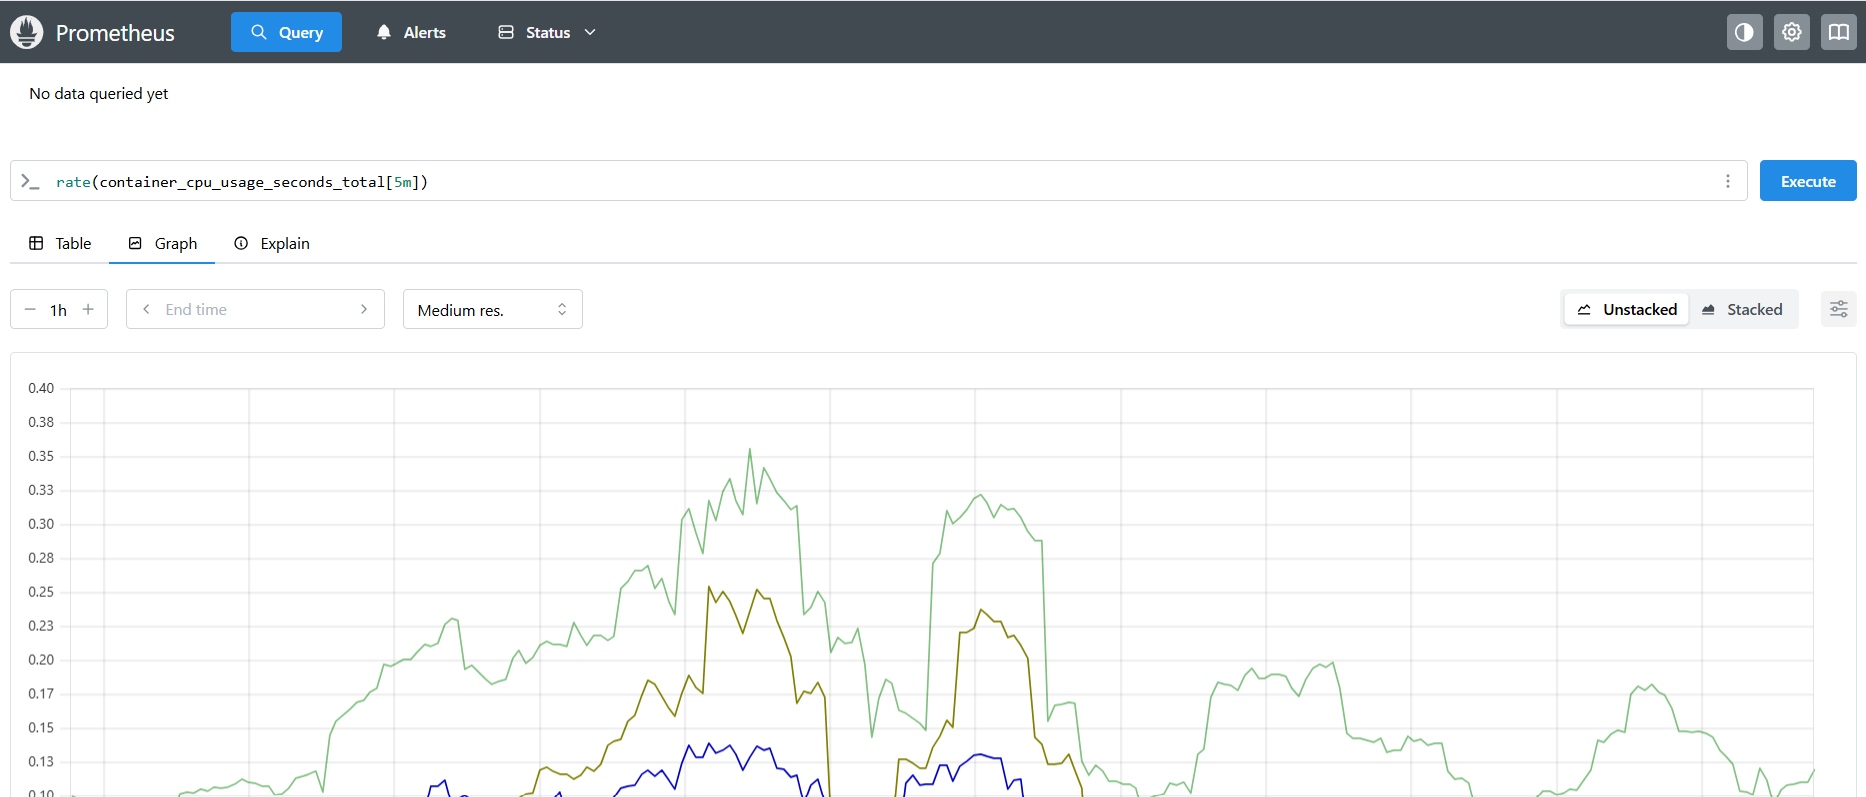 Prometheus Query Alerts Status
No data queried yet
rate(container_cpu_usage_seconds_total[5m]) Execute
Table Graph Explain
1h End time Medium res. Unstacked Stacked
0.40
0.38
0.35
0.33
0.30
0.28
0.25
0.23
0.20
0.17
0.15
0.13
0.10